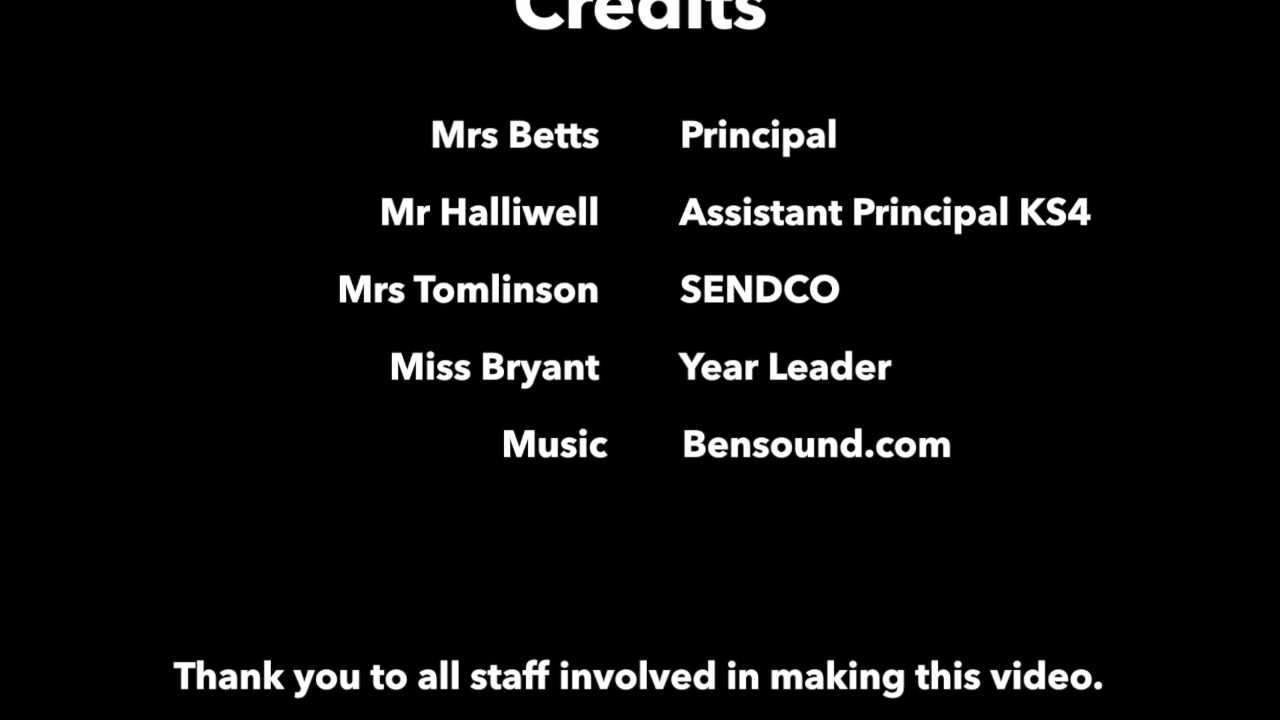 Credits
Mrs Betts Principal
Mr Halliwell Assistant Principal KS4
Mrs Tomlinson SENDCO
Miss Bryant Year Leader
Music Bensound.com
Thank you to all staff involved in making this video.